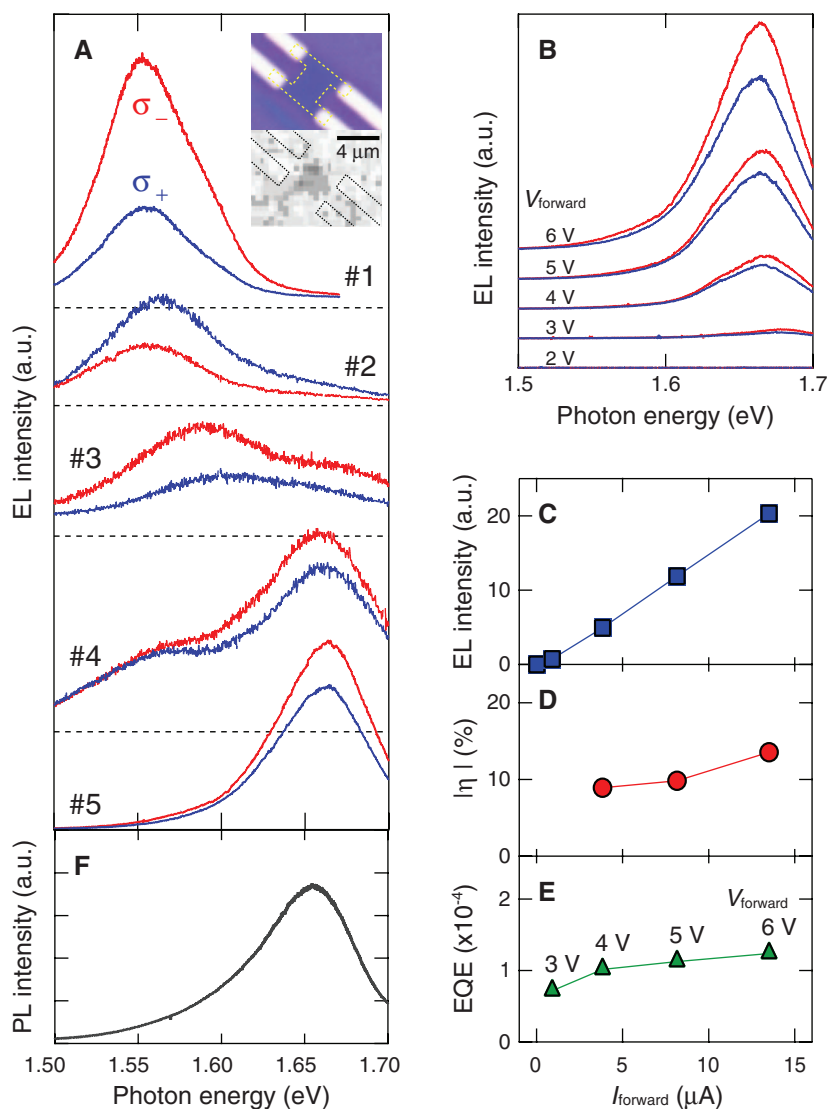 A
σ−
σ+
4 μm
#1
#2
#3
#4
#5
EL intensity (a.u.)
F
PL intensity (a.u.)
1.50 1.55 1.60 1.65 1.70
Photon energy (eV)
B
EL intensity (a.u.)
Vforward
6 V
5 V
4 V
3 V
2 V
1.5 1.6 1.7
Photon energy (eV)
C
EL intensity (a.u.)
20
10
0
D
|η| (%)
20
10
0
E
EQE (x10-4)
2
1
0
Vforward
3 V 4 V 5 V 6 V
0 5 10 15
Iforward (μA)